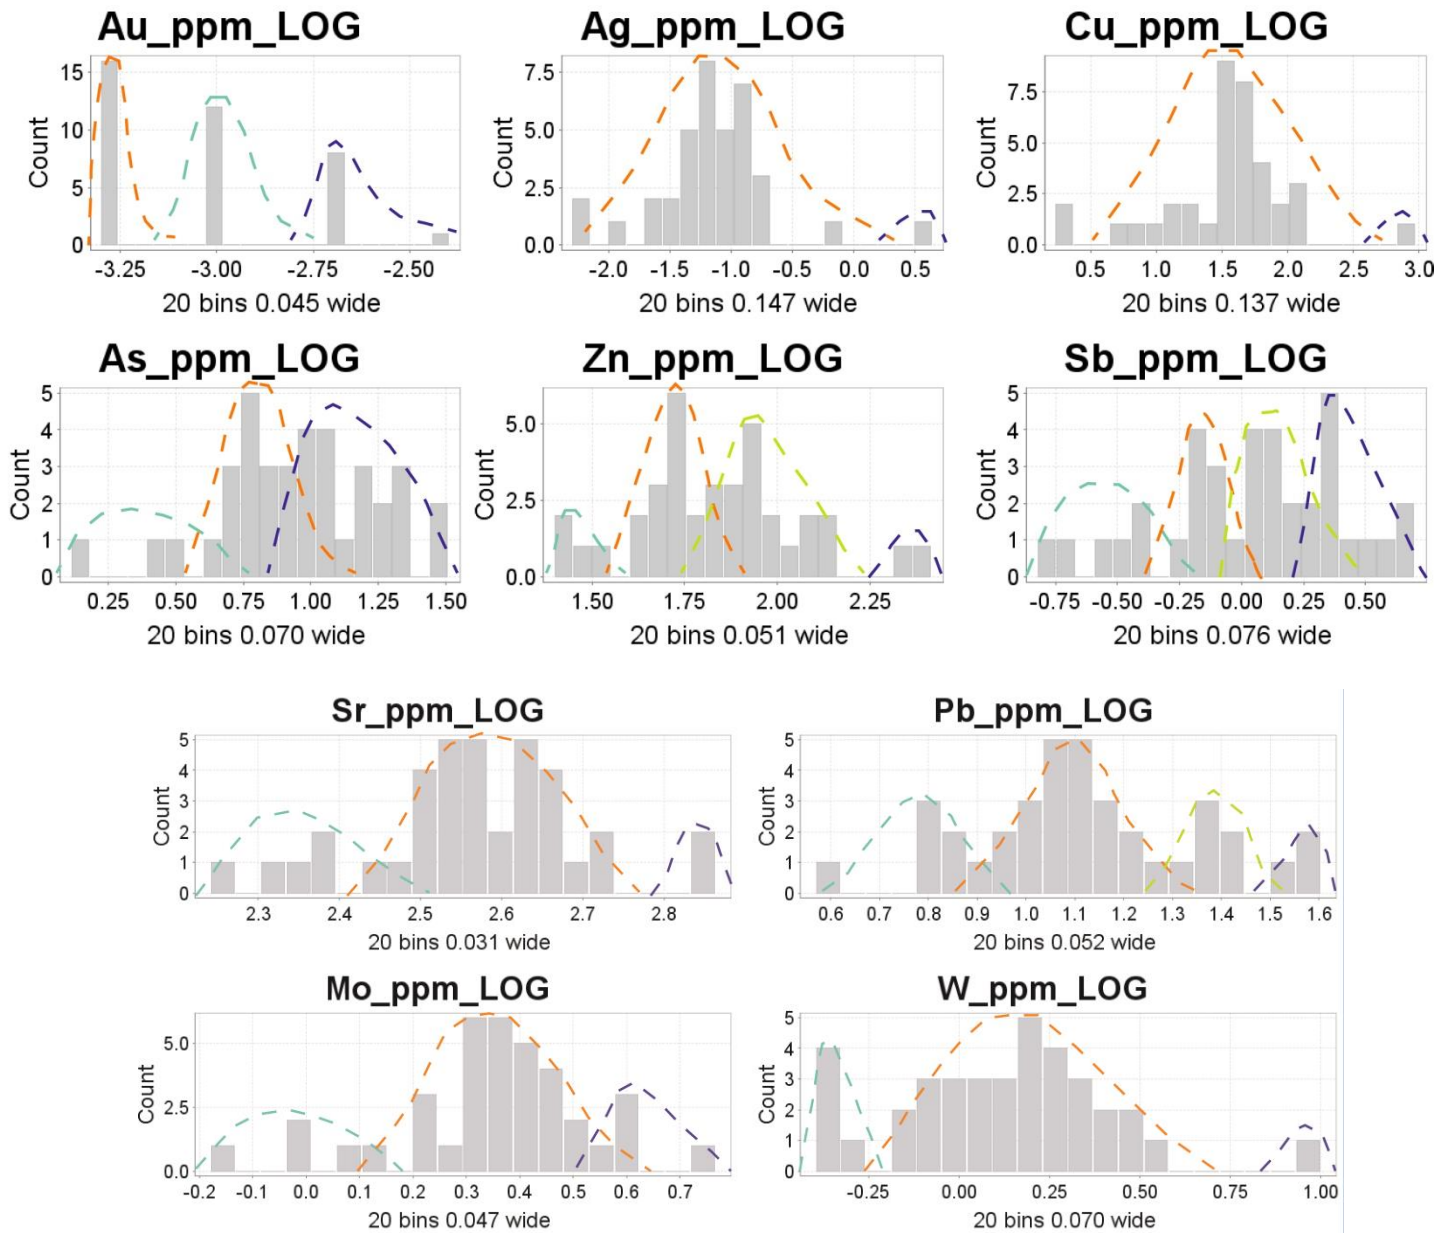 Au_ppm_LOG
Ag_ppm_LOG
Cu_ppm_LOG
Count
15
10
5
0
-3.25 -3.00 -2.75 -2.50
20 bins 0.045 wide
Count
7.5
5.0
2.5
0.0
-2.0 -1.5 -1.0 -0.5 0.0 0.5
20 bins 0.147 wide
Count
7.5
5.0
2.5
0.0
0.5 1.0 1.5 2.0 2.5 3.0
20 bins 0.137 wide
As_ppm_LOG
Zn_ppm_LOG
Sb_ppm_LOG
Count
5
4
3
2
1
0
0.25 0.50 0.75 1.00 1.25 1.50
20 bins 0.070 wide
Count
5.0
2.5
0.0
1.50 1.75 2.00 2.25
20 bins 0.051 wide
Count
5
4
3
2
1
0
-0.75 -0.50 -0.25 0.00 0.25 0.50
20 bins 0.076 wide
Sr_ppm_LOG
Pb_ppm_LOG
Count
5
4
3
2
1
0
2.3 2.4 2.5 2.6 2.7 2.8
20 bins 0.031 wide
Count
5
4
3
2
1
0
0.6 0.7 0.8 0.9 1.0 1.1 1.2 1.3 1.4 1.5 1.6
20 bins 0.052 wide
Mo_ppm_LOG
W_ppm_LOG
Count
5.0
2.5
0.0
-0.2 -0.1 0.0 0.1 0.2 0.3 0.4 0.5 0.6 0.7
20 bins 0.047 wide
Count
5
4
3
2
1
0
-0.25 0.00 0.25 0.50 0.75 1.00
20 bins 0.070 wide